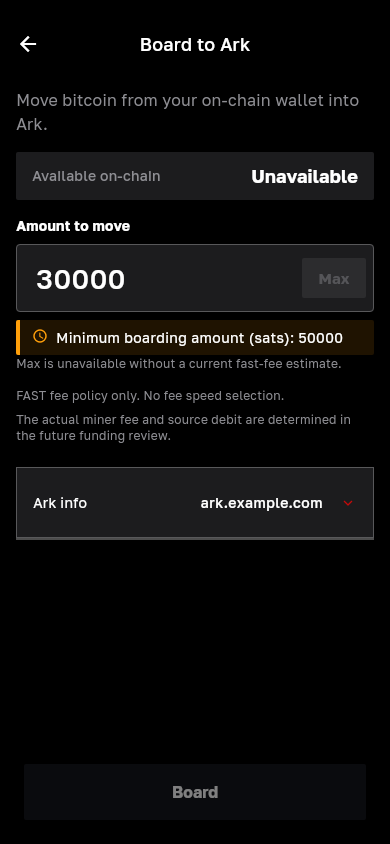 Board to Ark
Move bitcoin from your on-chain wallet into
Ark.
Available on-chain
Unavailable
Amount to move
30000
Max
Minimum boarding amount (sats): 50000
Max is unavailable without a current fast-fee estimate.
FAST fee policy only. No fee speed selection.
The actual miner fee and source debit are determined in
the future funding review.
Ark info
ark.example.com
Board